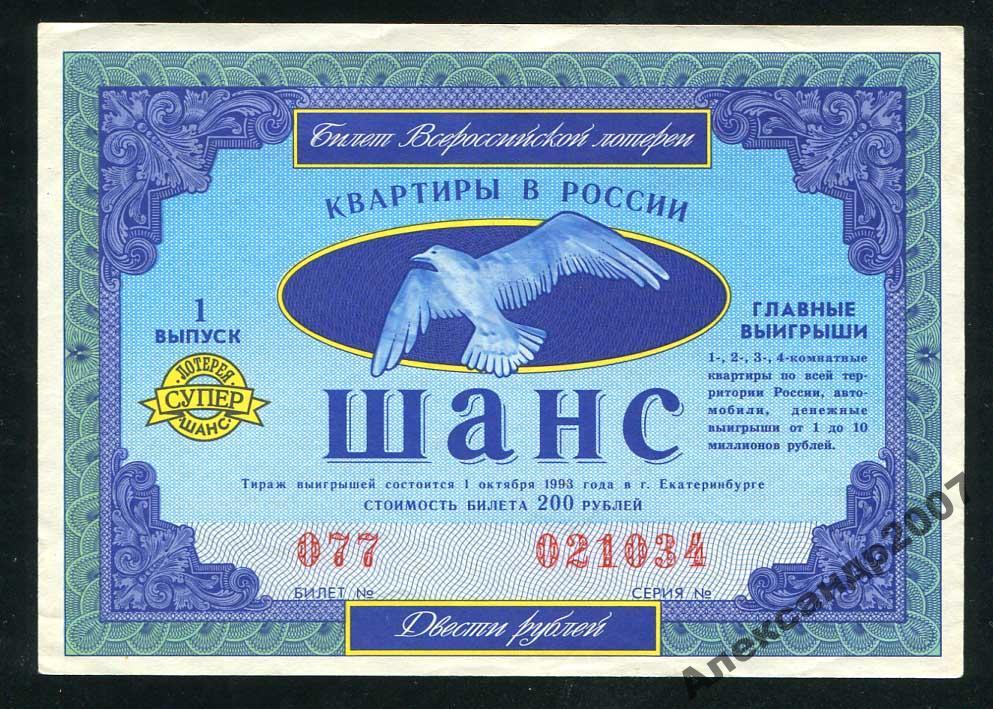 Билет Всероссийской лотереи
КВАРТИРЫ В РОССИИ
1
ВЫПУСК
ЛОТЕРЕЯ
СУПЕР
ШАНС
ШАНС
ГЛАВНЫЕ
ВЫИГРЫШИ
1-, 2-, 3-, 4-комнатные
квартиры по всей тер-
ритории России, авто-
мобили, денежные
выигрыши от 1 до 10
миллионов рублей.
Тираж выигрышей состоится 1 октября 1993 года в г. Екатеринбурге
СТОИМОСТЬ БИЛЕТА 200 РУБЛЕЙ
077 021034
БИЛЕТ № СЕРИЯ №
Двести рублей
АлександР2007